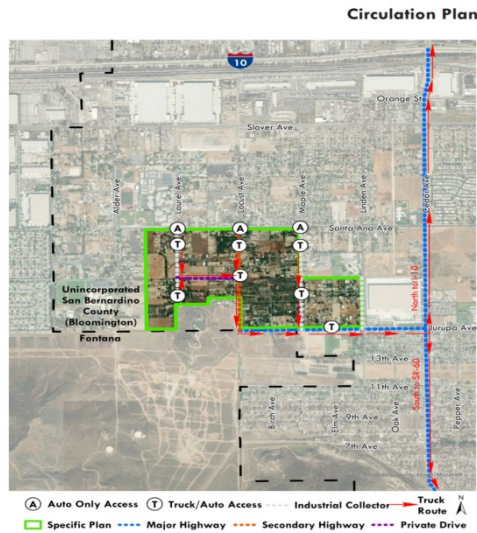 Circulation Plan
10
Orange St
Slover Ave
Alder Ave
Laurel Ave
Locust Ave
Maple Ave
Linden Ave
Cedar Ave
A
A
A
Santa Ana Ave
T
T
T
T
T
T
T
North to I-10
Unincorporated
San Bernardino
County
(Bloomington)
Fontana
Jurupa Ave
13th Ave
11th Ave
South to SR-60
Birch Ave
Elm Ave
Oak Ave
Pepper Ave
9th Ave
7th Ave
A Auto Only Access T Truck/Auto Access Industrial Collector Truck Route N
Specific Plan Major Highway Secondary Highway Private Drive